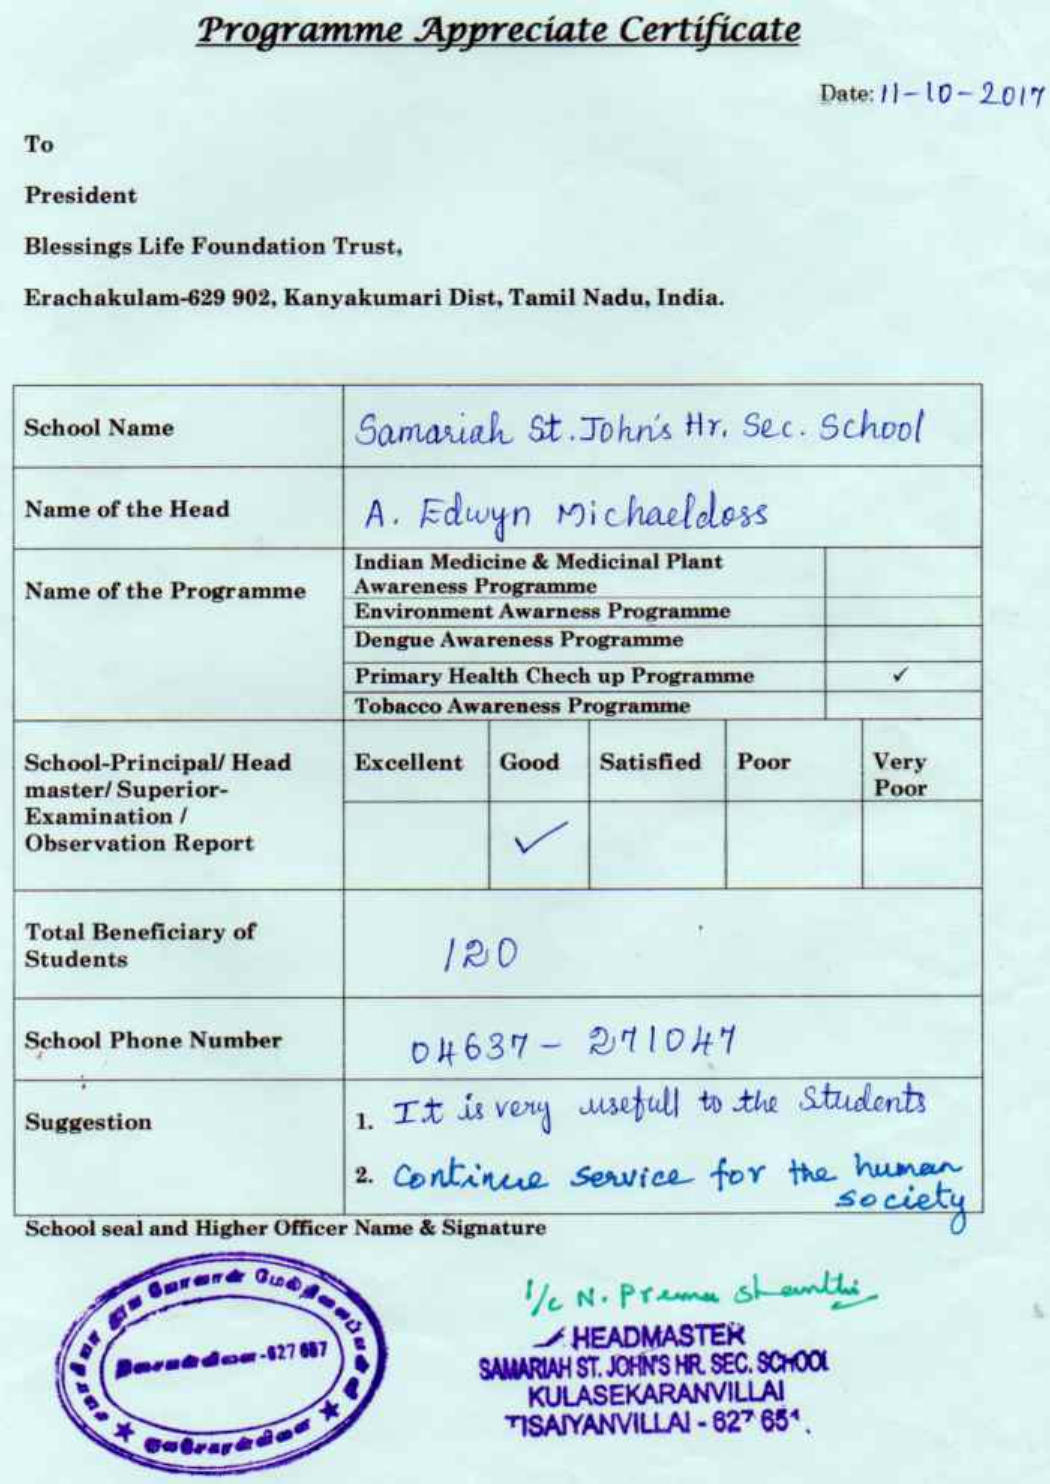 Programme Appreciate Certificate
Date: 11-10-2017
To
President
Blessings Life Foundation Trust,
Erachakulam-629 902, Kanyakumari Dist, Tamil Nadu, India.
School Name Samariah St. John's Hr. Sec. School
Name of the Head A. Edwyn Michaeldoss
Name of the Programme
Indian Medicine & Medicinal Plant
Awareness Programme
Environment Awarness Programme
Dengue Awareness Programme
Primary Health Chech up Programme ✓
Tobacco Awareness Programme
School-Principal/ Head
master/ Superior-
Examination /
Observation Report
Excellent Good Satisfied Poor Very
Poor
✓
Total Beneficiary of
Students
120
School Phone Number 04637 - 271047
Suggestion
1. It is very usefull to the Students
2. Continue service for the human
society
School seal and Higher Officer Name & Signature
I/c N. Prema Shanthi
HEADMASTER
SAMARIAH ST. JOHN'S HR. SEC. SCHOOL
KULASEKARANVILLAI
TISAIYANVILLAI - 627 65